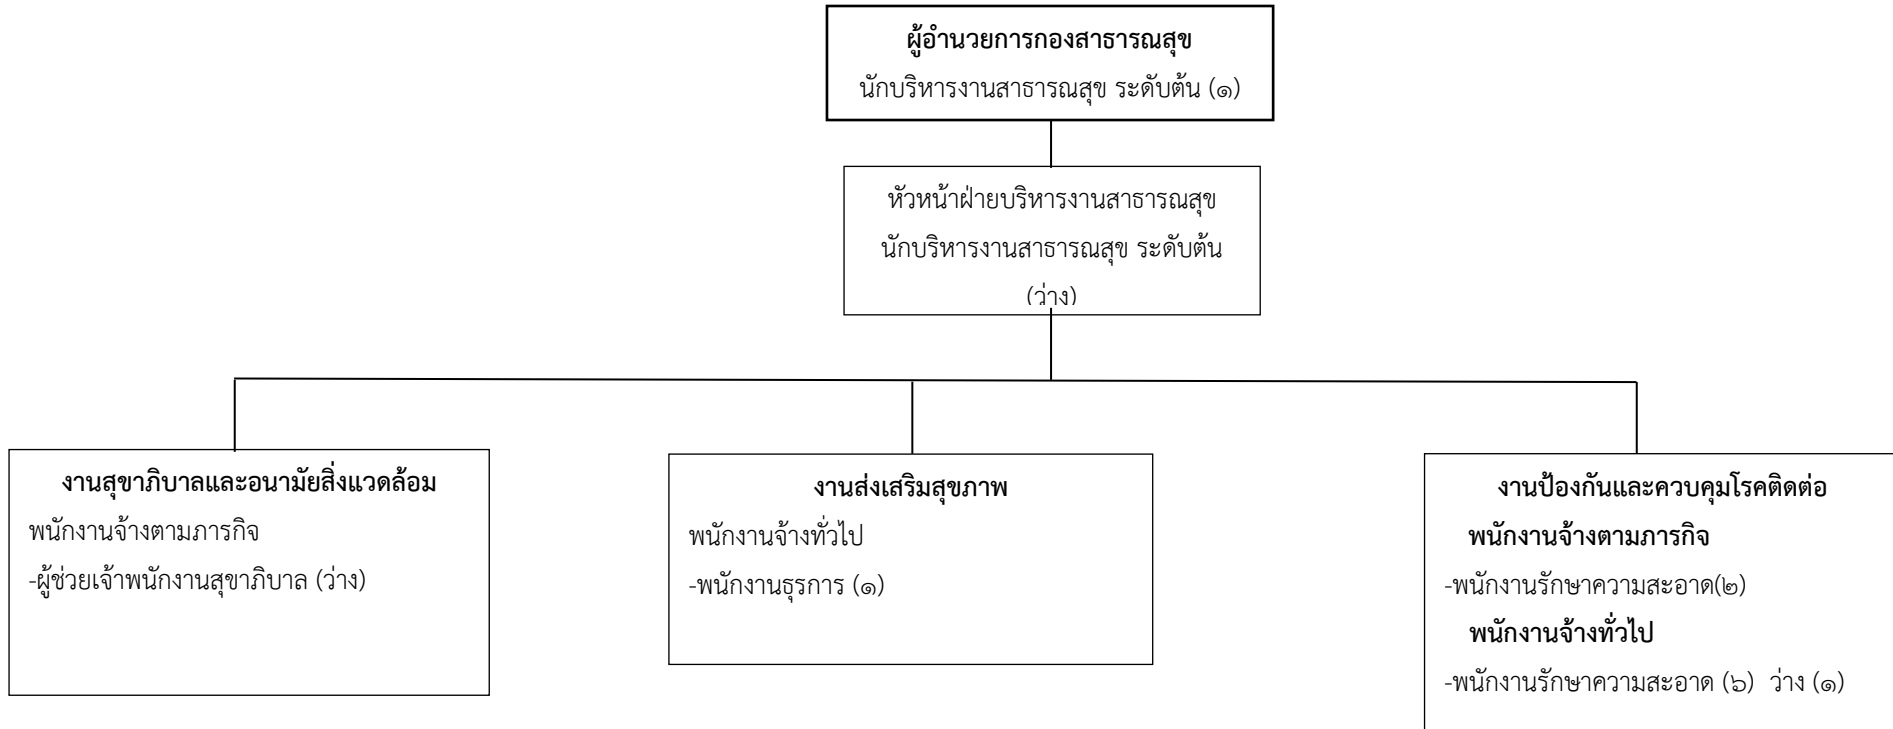 ผู้อำนวยการกองสาธารณสุข
นักบริหารงานสาธารณสุข ระดับต้น (๑)
หัวหน้าฝ่ายบริหารงานสาธารณสุข
นักบริหารงานสาธารณสุข ระดับต้น
(ว่าง)
งานสุขาภิบาลและอนามัยสิ่งแวดล้อม
พนักงานจ้างตามภารกิจ
-ผู้ช่วยเจ้าพนักงานสุขาภิบาล (ว่าง)
งานส่งเสริมสุขภาพ
พนักงานจ้างทั่วไป
-พนักงานธุรการ (๑)
งานป้องกันและควบคุมโรคติดต่อ
พนักงานจ้างตามภารกิจ
-พนักงานรักษาความสะอาด(๒)
พนักงานจ้างทั่วไป
-พนักงานรักษาความสะอาด (๖) ว่าง (๑)